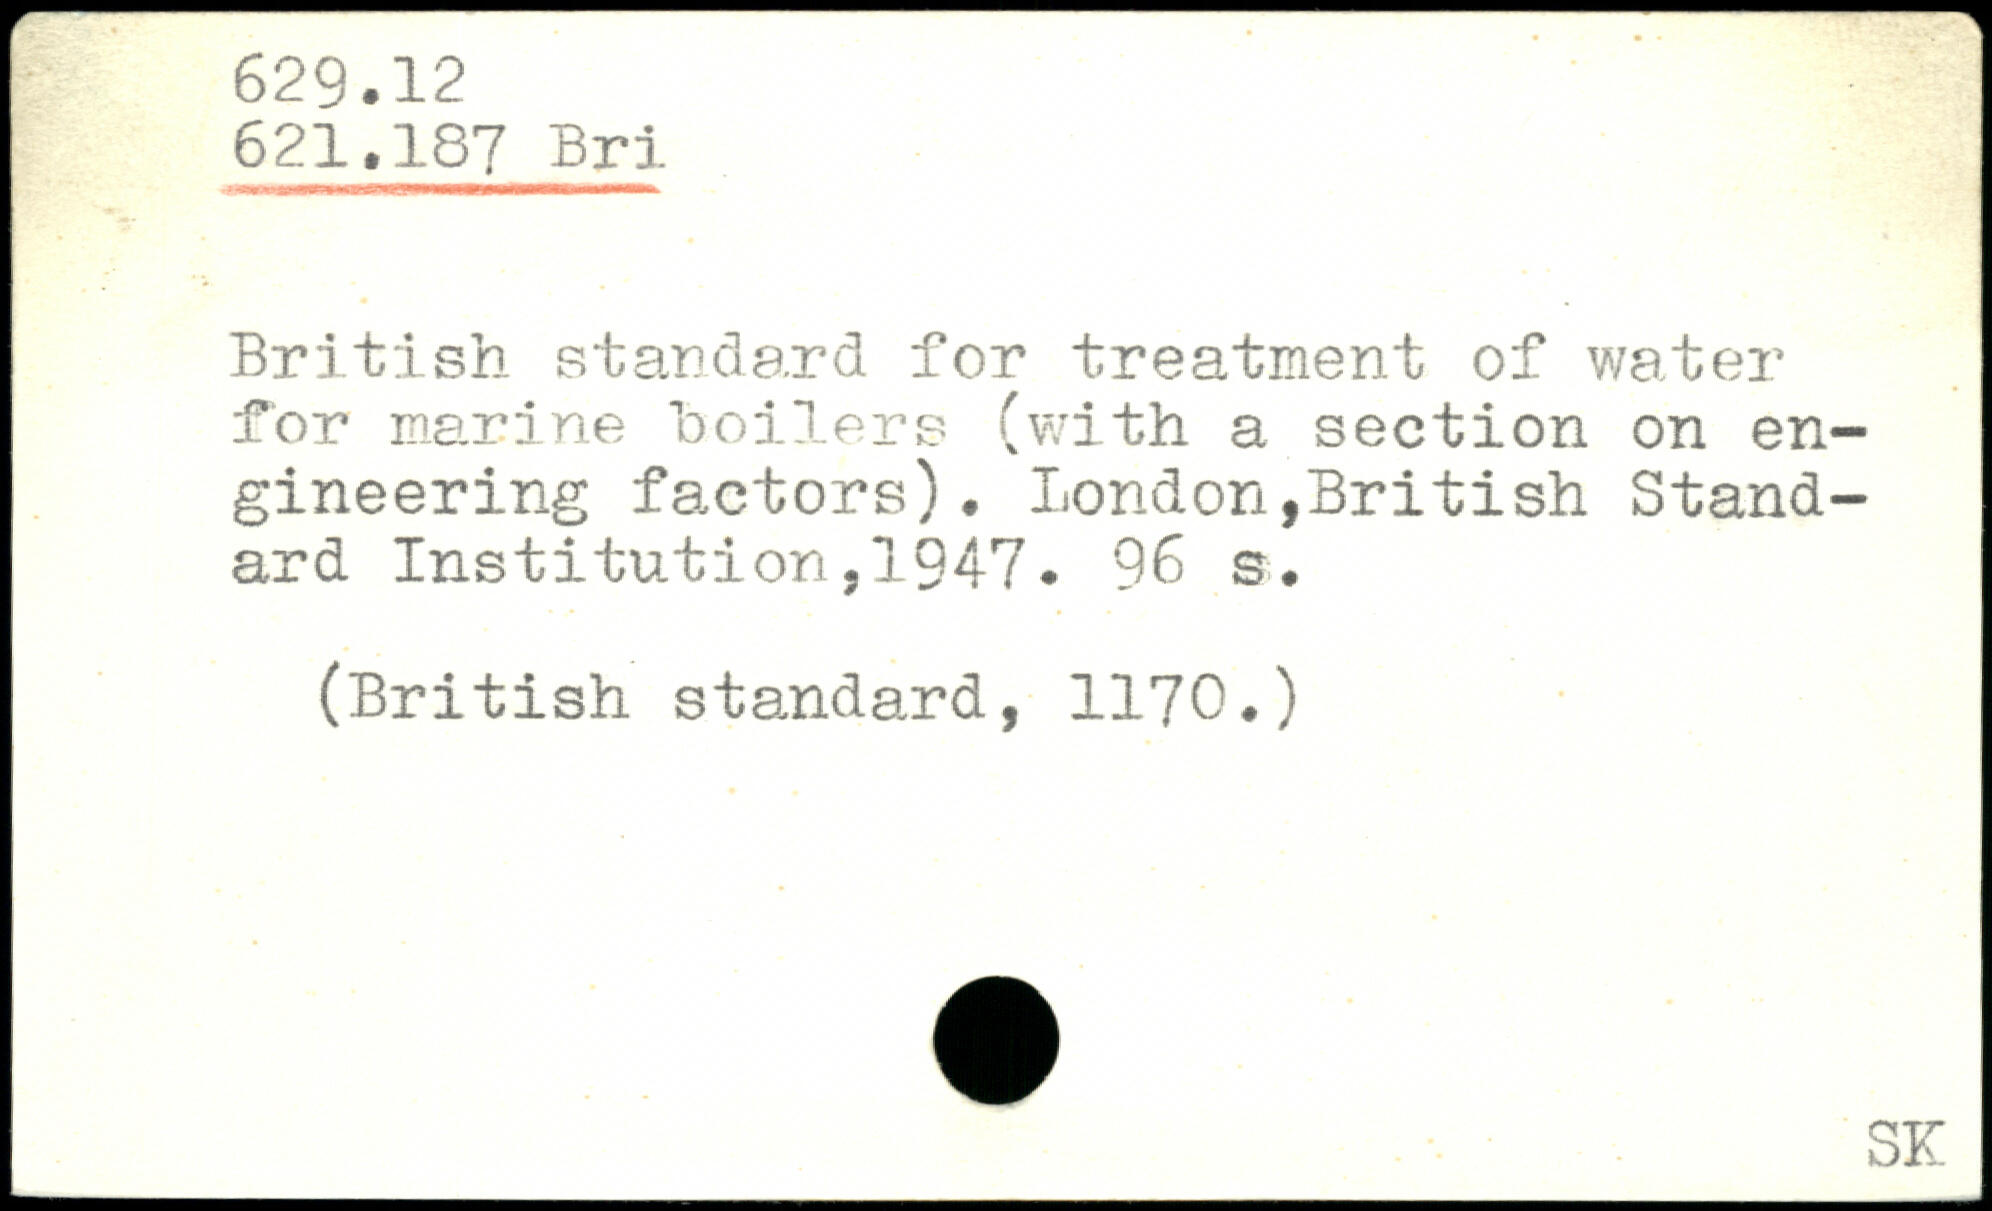 629.12
621.187 Bri
British standard for treatment of water
for marine boilers (with a section on en-
gineering factors). London,British Stand-
ard Institution,1947. 96 s.
(British standard, 1170.)
SK